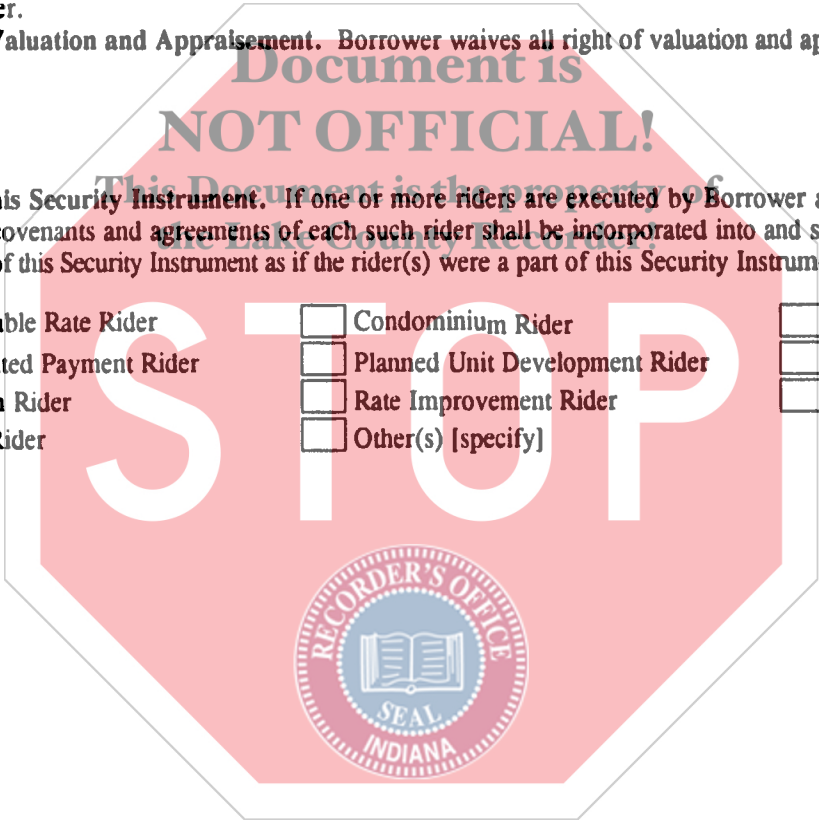 er.
Valuation and Appraisement. Borrower waives all right of valuation and ap
Document is
NOT OFFICIAL!
This Document is the property of
the Lake County Recorder!
his Security Instrument. If one or more riders are executed by Borrower a
covenants and agreements of each such rider shall be incorporated into and s
of this Security Instrument as if the rider(s) were a part of this Security Instrum
able Rate Rider
Condominium Rider
ted Payment Rider
Planned Unit Development Rider
n Rider
Rate Improvement Rider
Rider
Other(s) [specify]
STOP
RECORDER'S OFFICE
SEAL
INDIANA